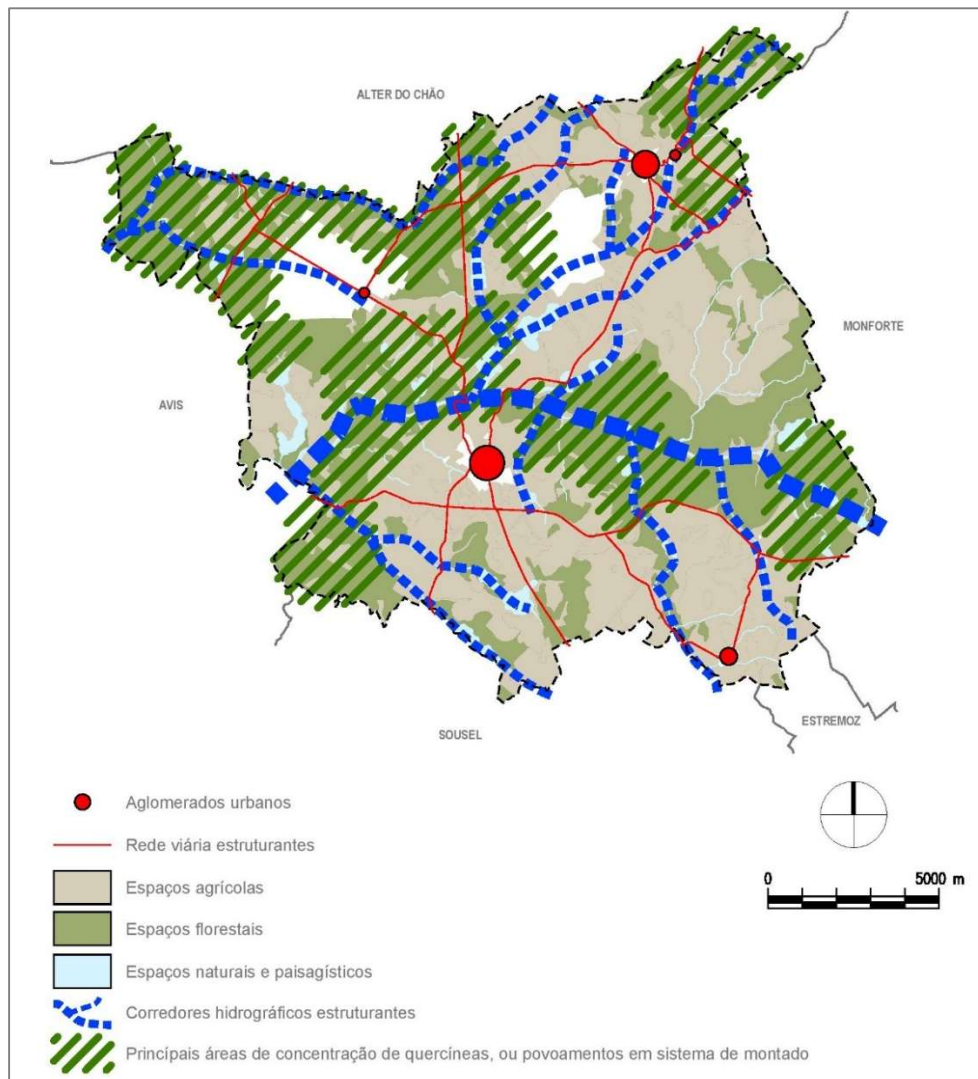 ALTER DO CHÃO
MONFORTE
AVIS
SOUSEL
ESTREMOZ
Aglomerados urbanos
Rede viária estruturantes
Espaços agrícolas
Espaços florestais
Espaços naturais e paisagísticos
Corredores hidrográficos estruturantes
Princípais áreas de concentração de quercíneas, ou povoamentos em sistema de montado
0 5000 m